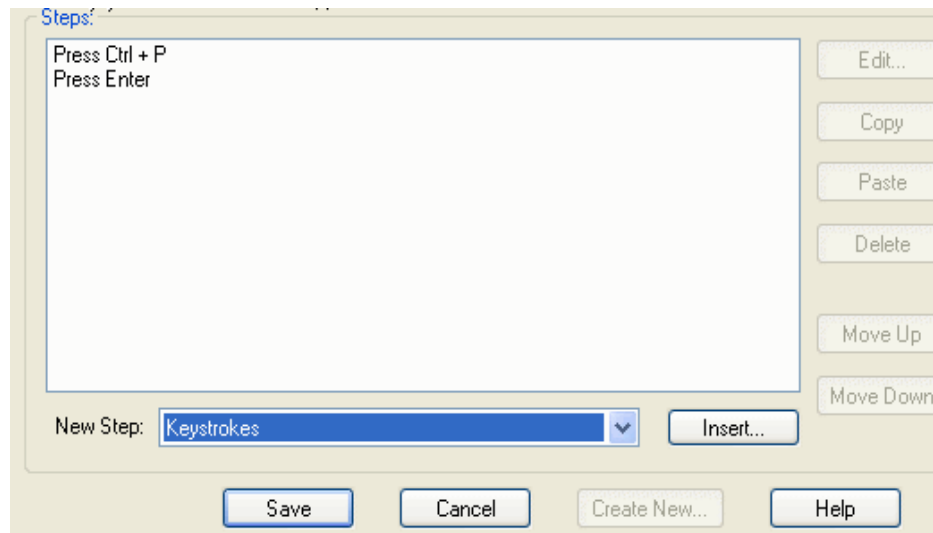 Steps:
Press Ctrl + P
Press Enter
Edit...
Copy
Paste
Delete
Move Up
Move Down
New Step:
Keystrokes
Insert...
Save
Cancel
Create New...
Help